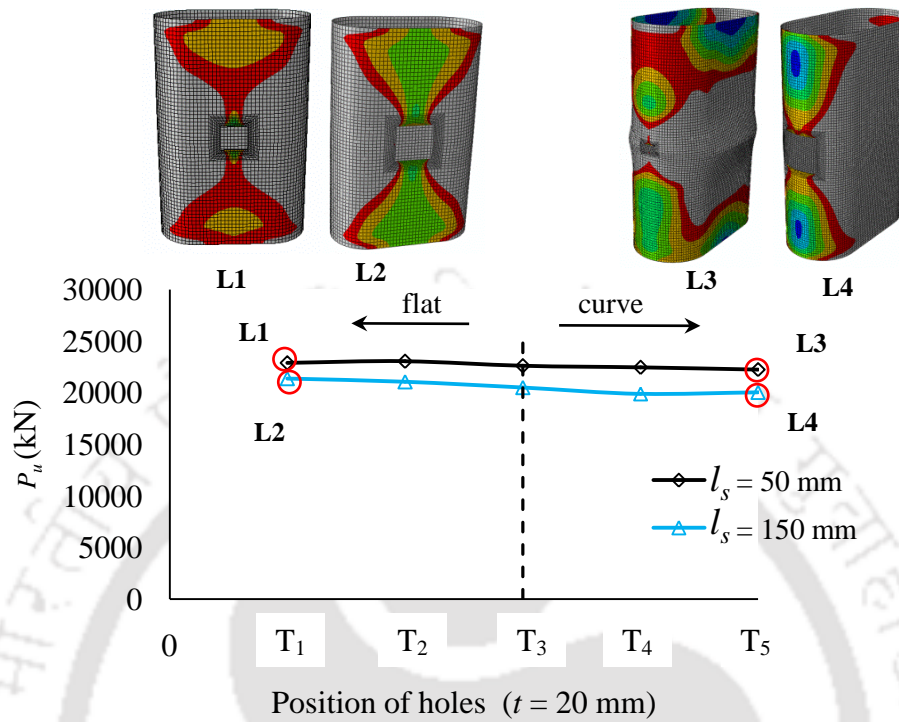 L1
L2
L3
L4
30000
25000
20000
15000
10000
5000
0
P_u (kN)
flat
curve
L1
L2
L3
L4
l_s = 50 mm
l_s = 150 mm
0 T₁ T₂ T₃ T₄ T₅
Position of holes (t = 20 mm)